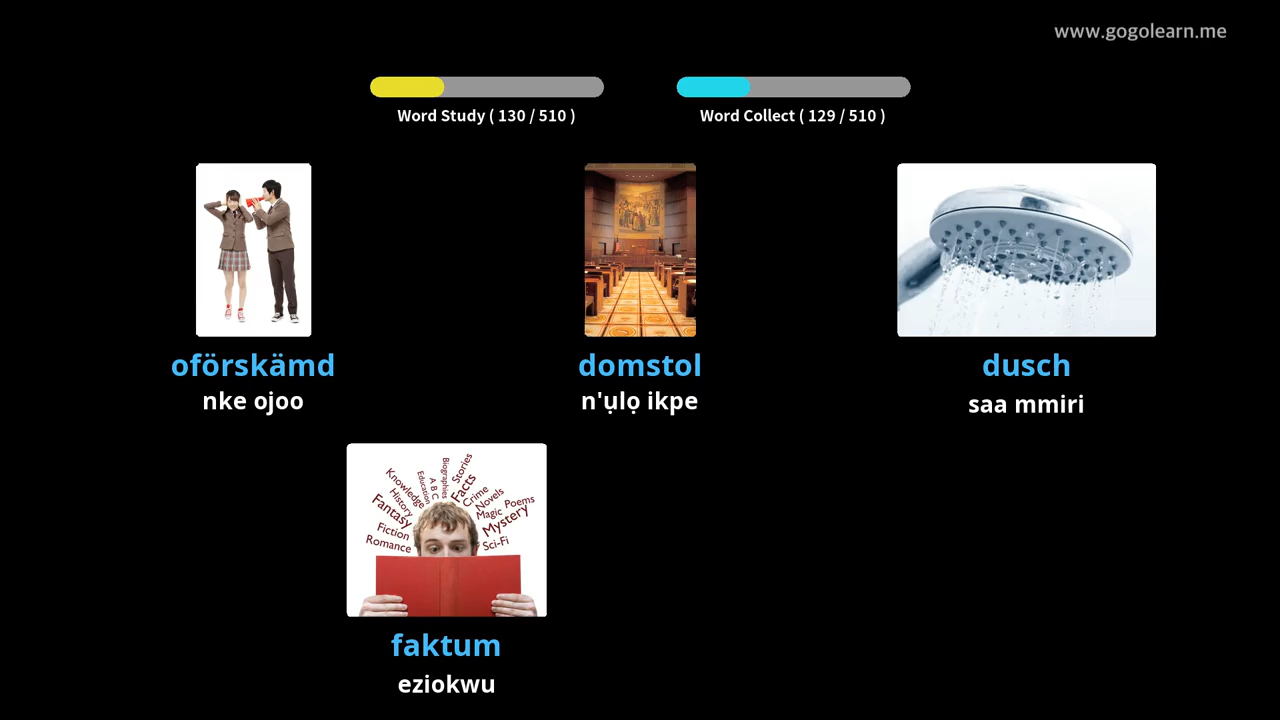 www.gogolearn.me
Word Study ( 130 / 510 )
Word Collect ( 129 / 510 )
oförskämd
nke ojoo
domstol
n'ụlọ ikpe
dusch
saa mmiri
Knowledge
History
Fantasy
Fiction
Romance
Education
A B C
Biographies
Stories
Facts
Crime
Novels
Magic
Poems
Mystery
Sci-Fi
faktum
eziokwu